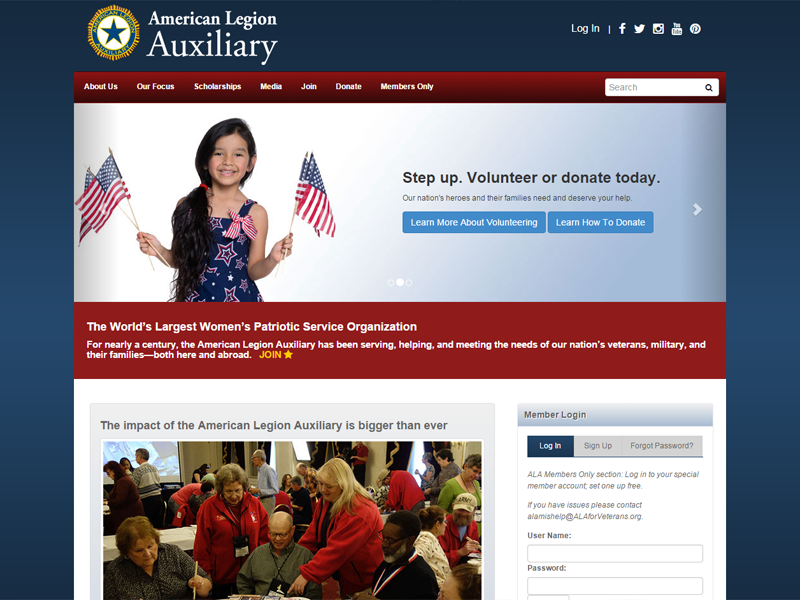 American Legion
Auxiliary
AMERICAN LEGION
AUXILIARY
Log In |
You
Tube
About Us Our Focus Scholarships Media Join Donate Members Only
Search
Step up. Volunteer or donate today.
Our nation's heroes and their families need and deserve your help.
Learn More About Volunteering Learn How To Donate
The World's Largest Women's Patriotic Service Organization
For nearly a century, the American Legion Auxiliary has been serving, helping, and meeting the needs of our nation's veterans, military, and
their families—both here and abroad. JOIN
The impact of the American Legion Auxiliary is bigger than ever
Member Login
Log In Sign Up Forgot Password?
ALA Members Only section: Log in to your special
member account; set one up free.
If you have issues please contact
alamishelp@ALAforVeterans.org.
User Name:
Password: